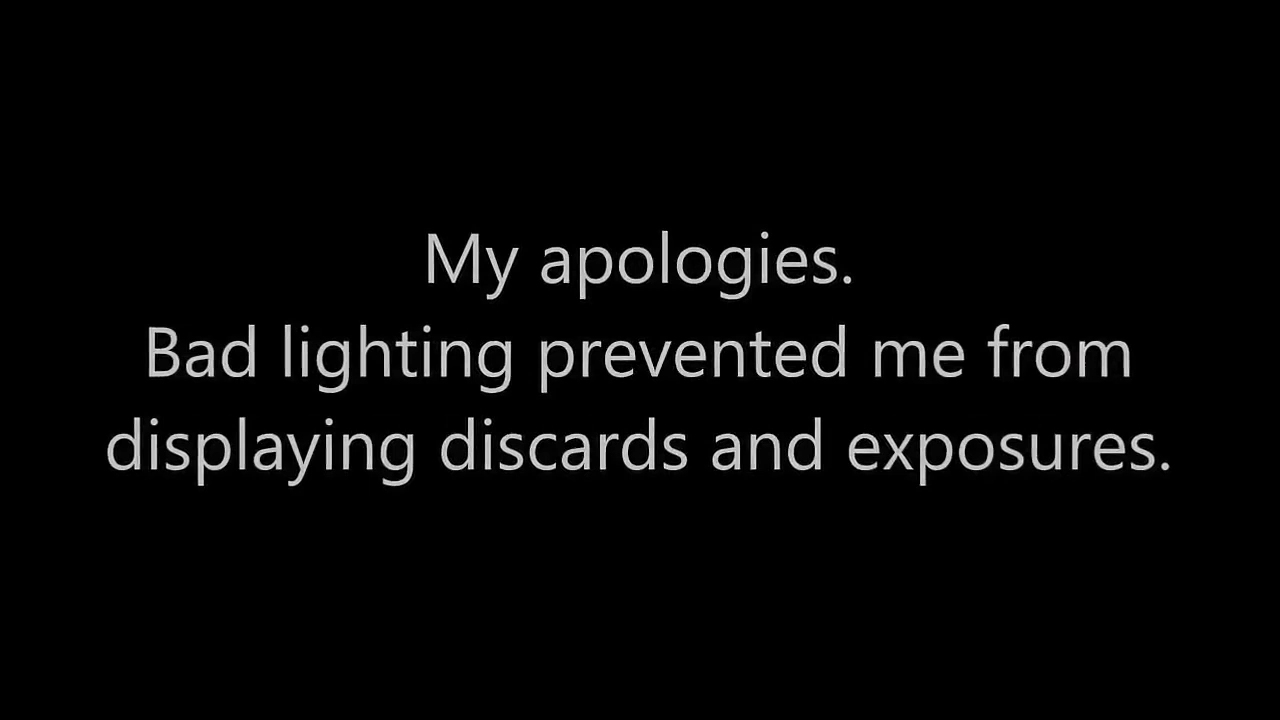 My apologies.
Bad lighting prevented me from
displaying discards and exposures.